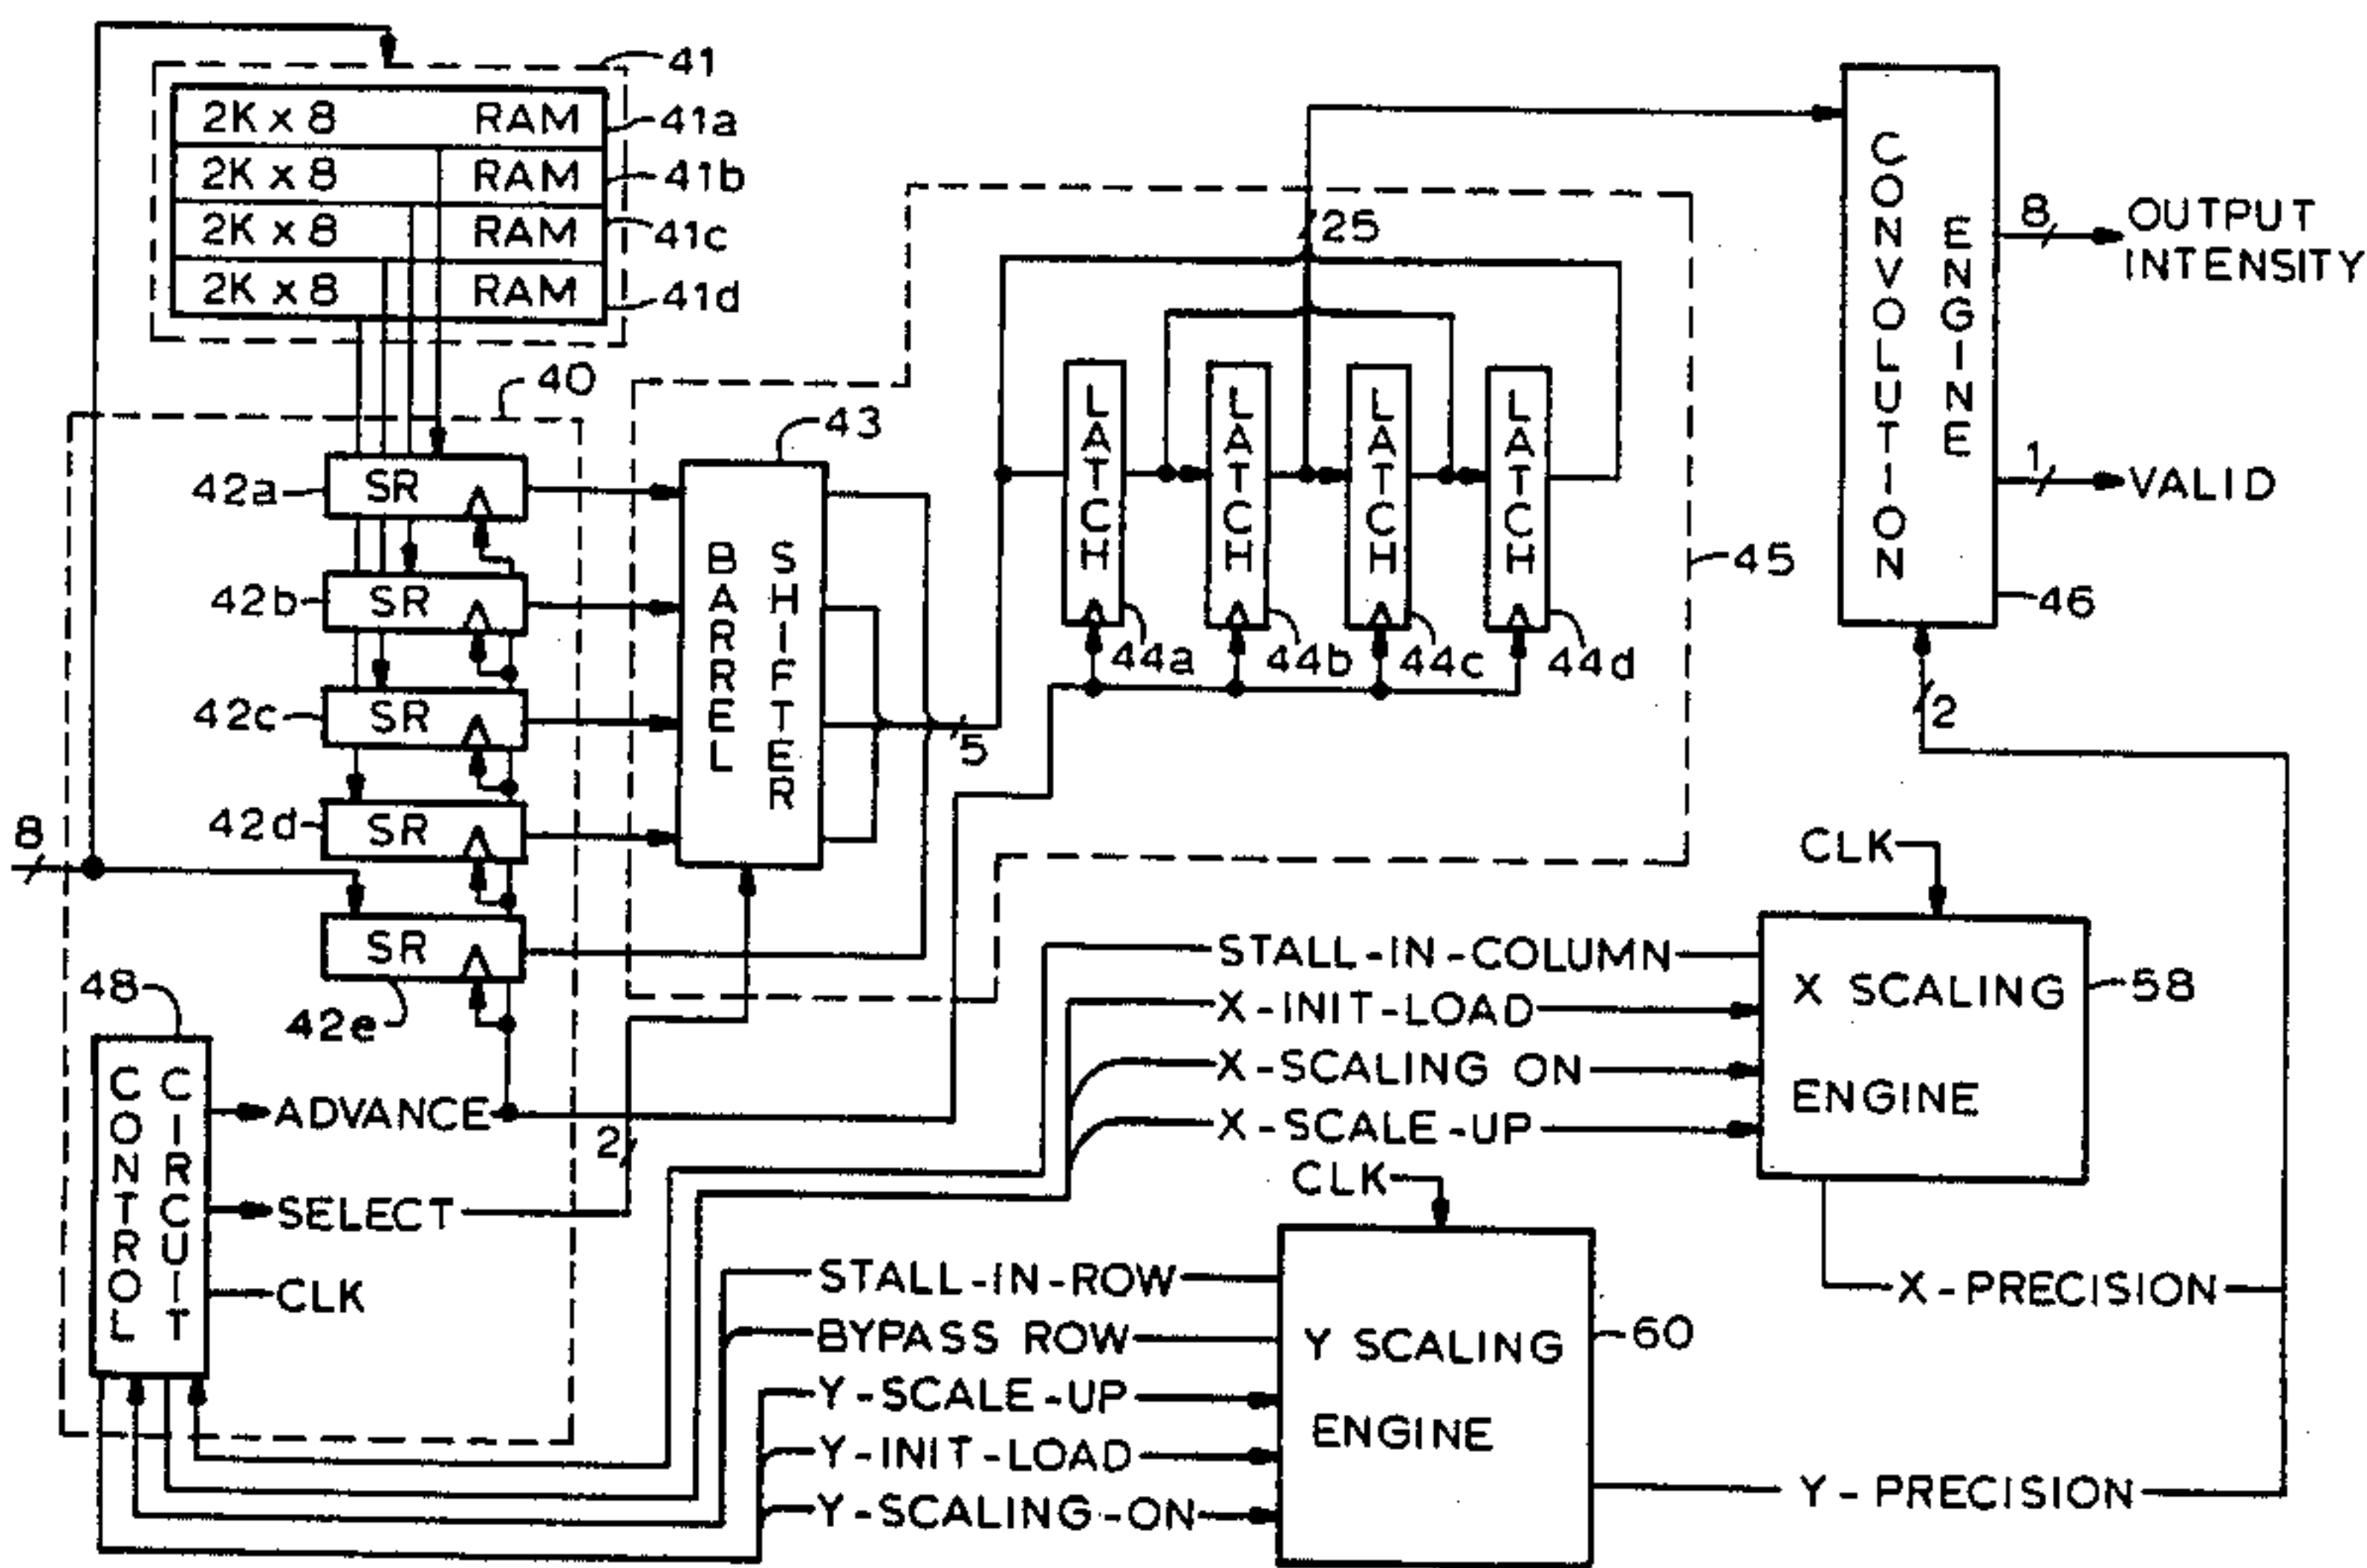 41
2K x 8 RAM 41a
2K x 8 RAM 41b
2K x 8 RAM 41c
2K x 8 RAM 41d
40
42a SR
42b SR
42c SR
42d SR
8
SR
42e
43
BARREL SHIFTER
5
25
LATCH
LATCH
LATCH
LATCH
44a
44b
44c
44d
45
CONVOLUTION ENGINE
46
8
OUTPUT
INTENSITY
1
VALID
2
48
CONTROL CIRCUIT
ADVANCE
SELECT
CLK
2
CLK
STALL-IN-COLUMN
X-INIT-LOAD
X-SCALING ON
X-SCALE-UP
X SCALING
ENGINE
58
X-PRECISION
CLK
STALL-IN-ROW
BYPASS ROW
Y-SCALE-UP
Y-INIT-LOAD
Y-SCALING-ON
Y SCALING
ENGINE
60
Y-PRECISION